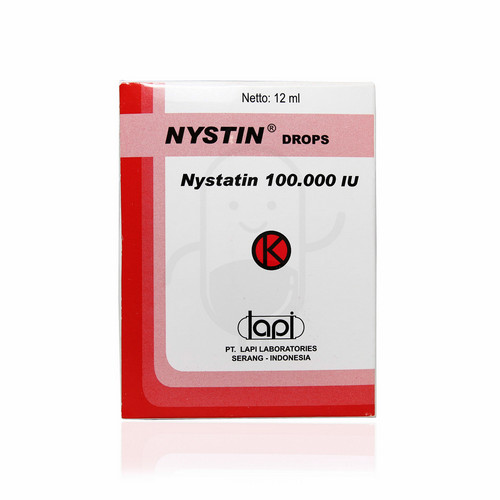 Netto: 12 ml
NYSTIN® DROPS
Nystatin 100.000 IU
K
lapi
PT. LAPI LABORATORIES
SERANG - INDONESIA